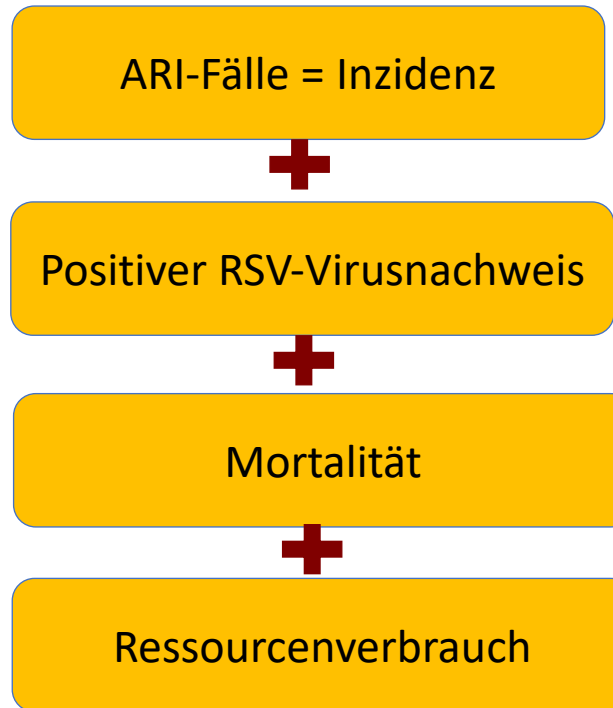 ARI-Fälle = Inzidenz
Positiver RSV-Virusnachweis
Mortalität
Ressourcenverbrauch